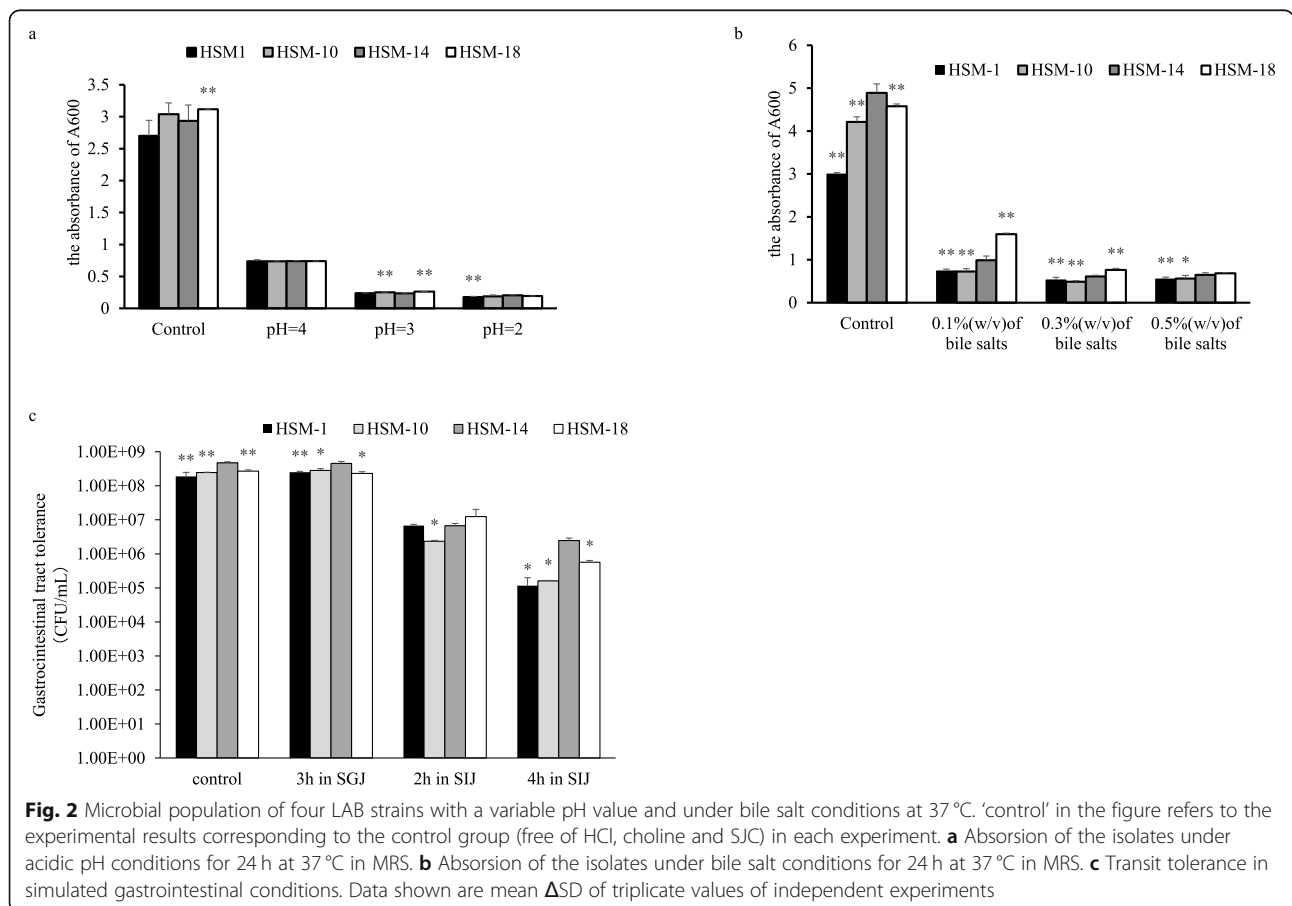 a
HSM1 HSM-10 HSM-14 HSM-18
the absorbance of A600
3.5
3
2.5
2
1.5
1
0.5
0
**
** ** **
Control pH=4 pH=3 pH=2
b
HSM-1 HSM-10 HSM-14 HSM-18
the absorbance of A600
6
5
4
3
2
1
0
** ** **
** ** **
** ** **
** *
Control 0.1%(w/v)of bile salts 0.3%(w/v)of bile salts 0.5%(w/v)of bile salts
c
HSM-1 HSM-10 HSM-14 HSM-18
Gastrocintestinal tract tolerance
(CFU/mL)
1.00E+09
1.00E+08
1.00E+07
1.00E+06
1.00E+05
1.00E+04
1.00E+03
1.00E+02
1.00E+01
1.00E+00
** ** **
** * *
*
* * *
control 3h in SGJ 2h in SIJ 4h in SIJ
Fig. 2 Microbial population of four LAB strains with a variable pH value and under bile salt conditions at 37 °C. ‘control’ in the figure refers to the
experimental results corresponding to the control group (free of HCl, choline and SJC) in each experiment. a Absorsion of the isolates under
acidic pH conditions for 24 h at 37 °C in MRS. b Absorsion of the isolates under bile salt conditions for 24 h at 37 °C in MRS. c Transit tolerance in
simulated gastrointestinal conditions. Data shown are mean ΔSD of triplicate values of independent experiments